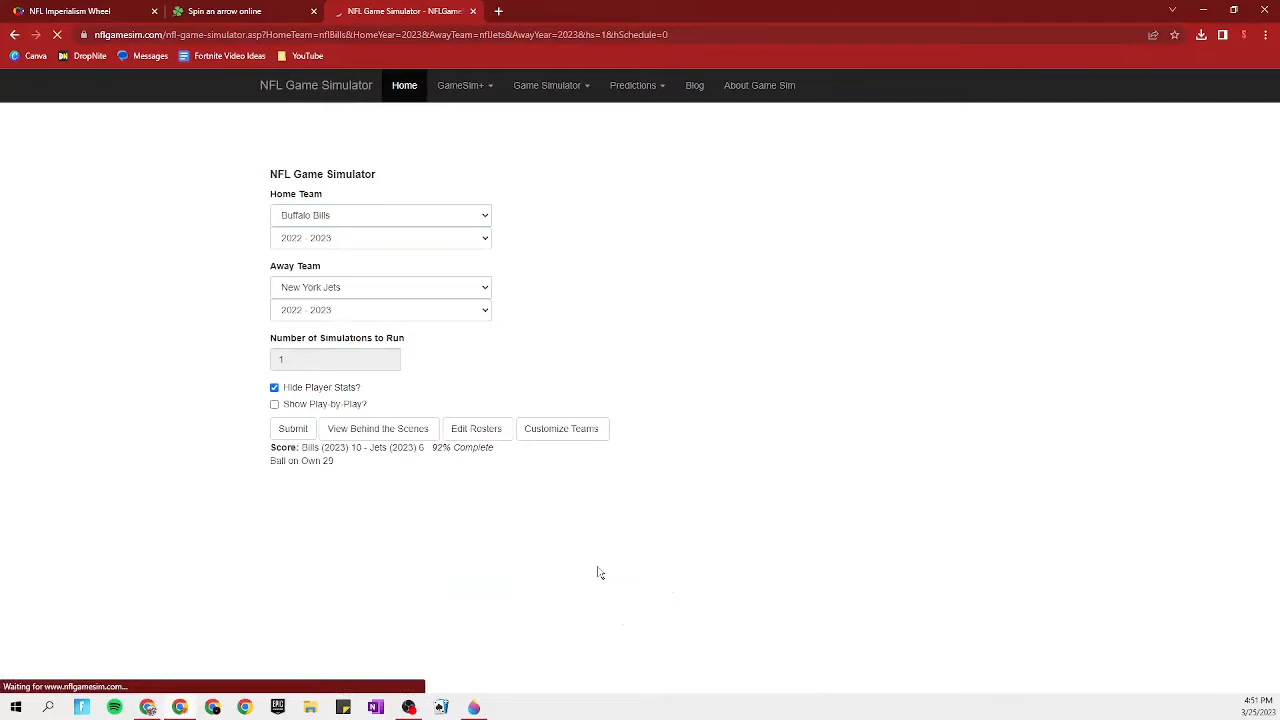 NFL Imperialism Wheel
Spin an arrow online
NFL Game Simulator - NFLGame
nflgamesim.com/nfl-game-simulator.asp?HomeTeam=nflBills&HomeYear=2023&AwayTeam=nflJets&AwayYear=2023&hs=1&hSchedule=0
Canva DropNite Messages Fortnite Video Ideas YouTube
NFL Game Simulator Home GameSim+ Game Simulator Predictions Blog About Game Sim
NFL Game Simulator
Home Team
Buffalo Bills
2022 - 2023
Away Team
New York Jets
2022 - 2023
Number of Simulations to Run
1
Hide Player Stats?
Show Play-by-Play?
Submit View Behind the Scenes Edit Rosters Customize Teams
Score: Bills (2023) 10 - Jets (2023) 6 92% Complete
Ball on Own 29
Waiting for www.nflgamesim.com...
4:51 PM
3/25/2023